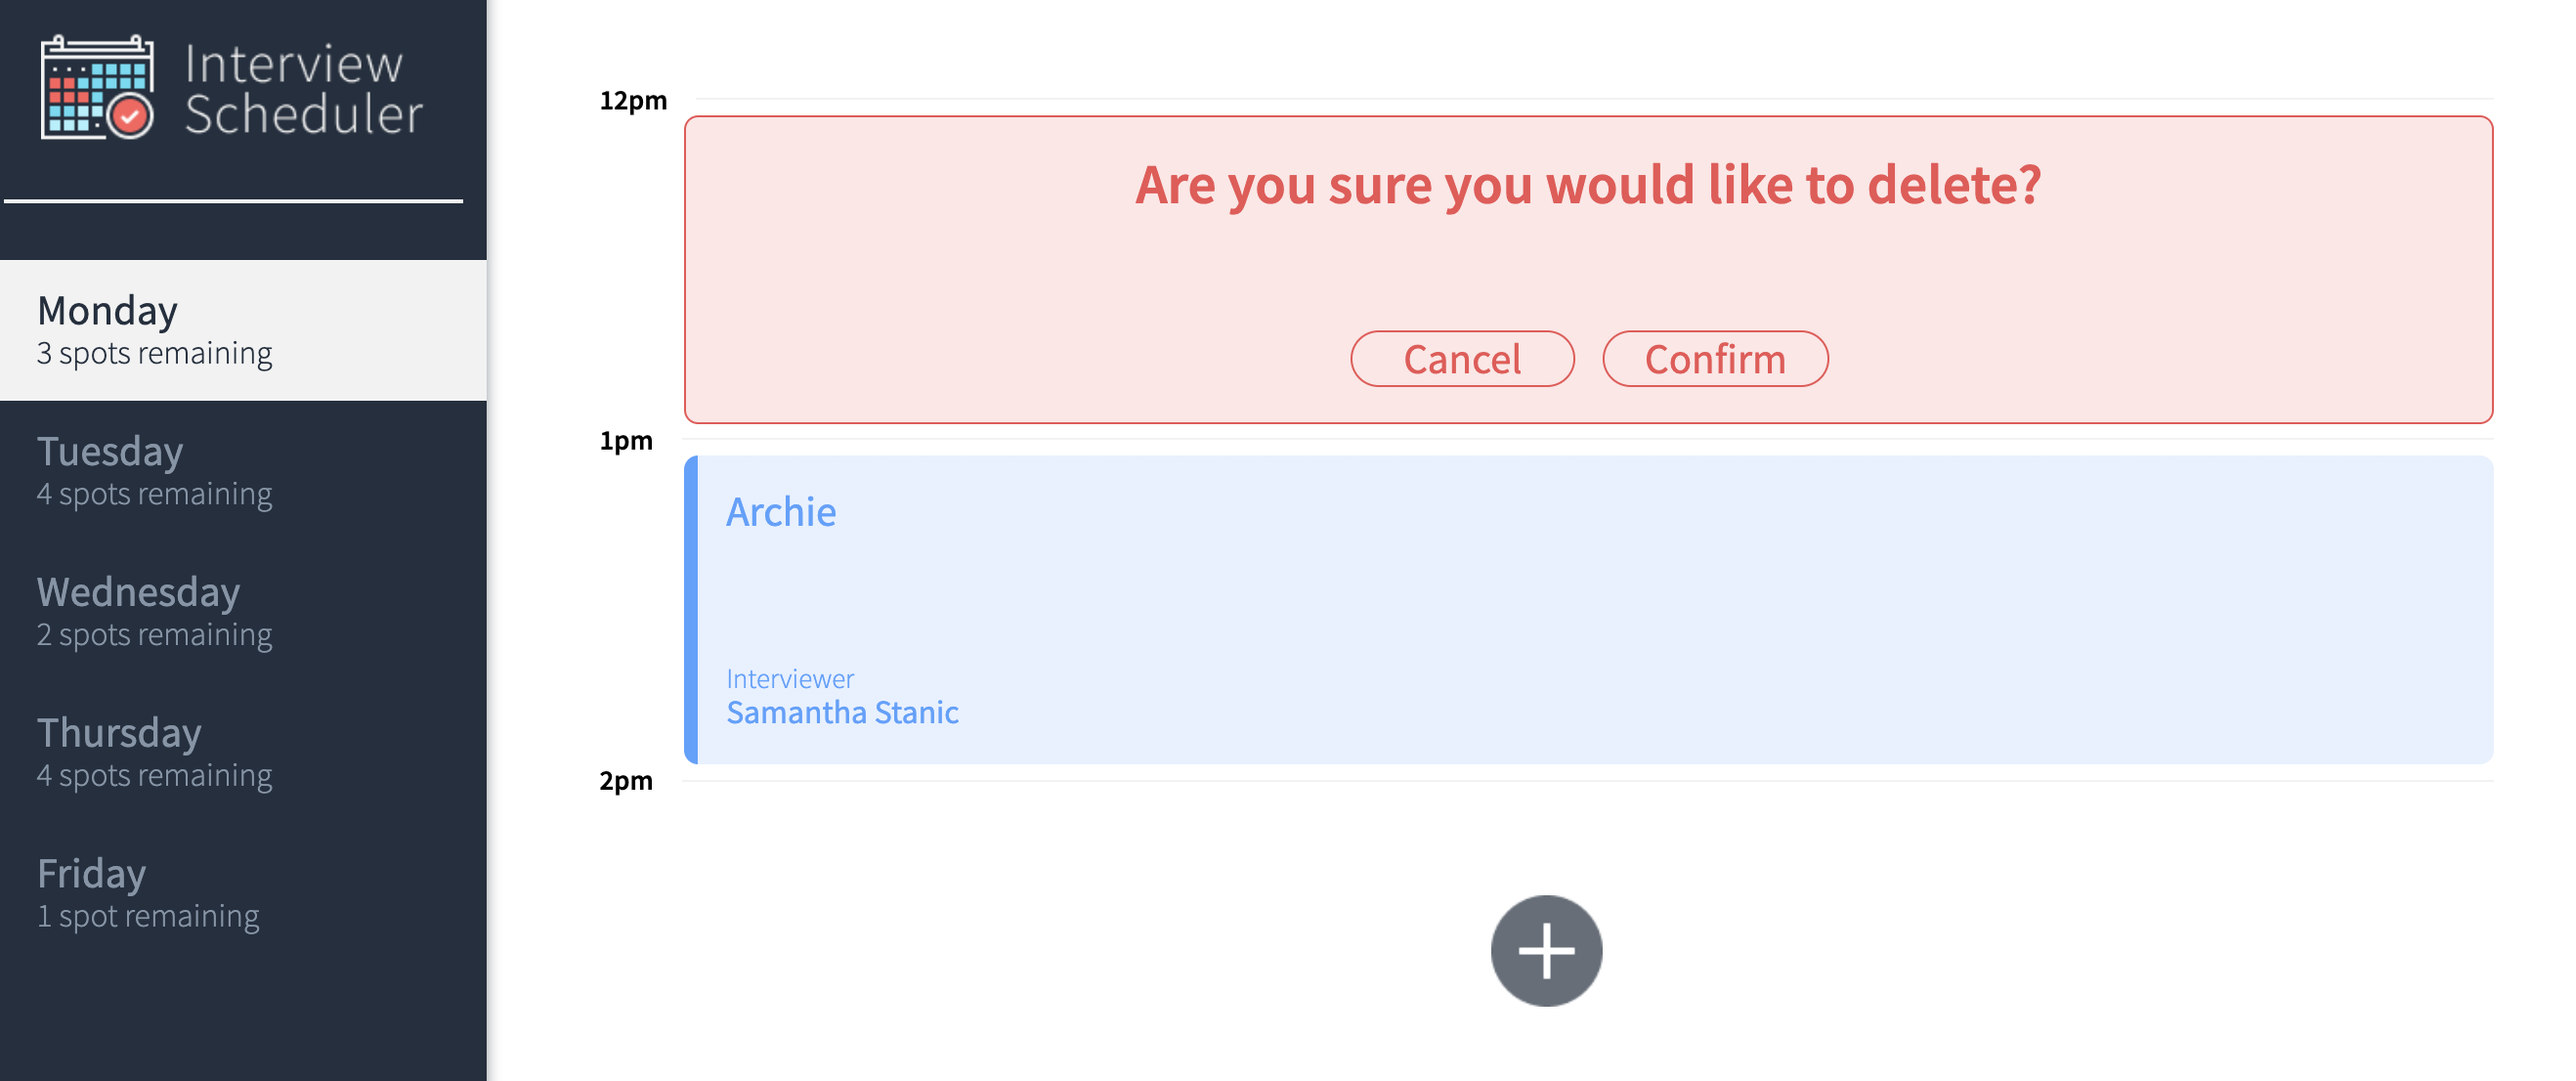 Interview
Scheduler
Monday
3 spots remaining
Tuesday
4 spots remaining
Wednesday
2 spots remaining
Thursday
4 spots remaining
Friday
1 spot remaining
12pm
Are you sure you would like to delete?
Cancel Confirm
1pm
Archie
Interviewer
Samantha Stanic
2pm